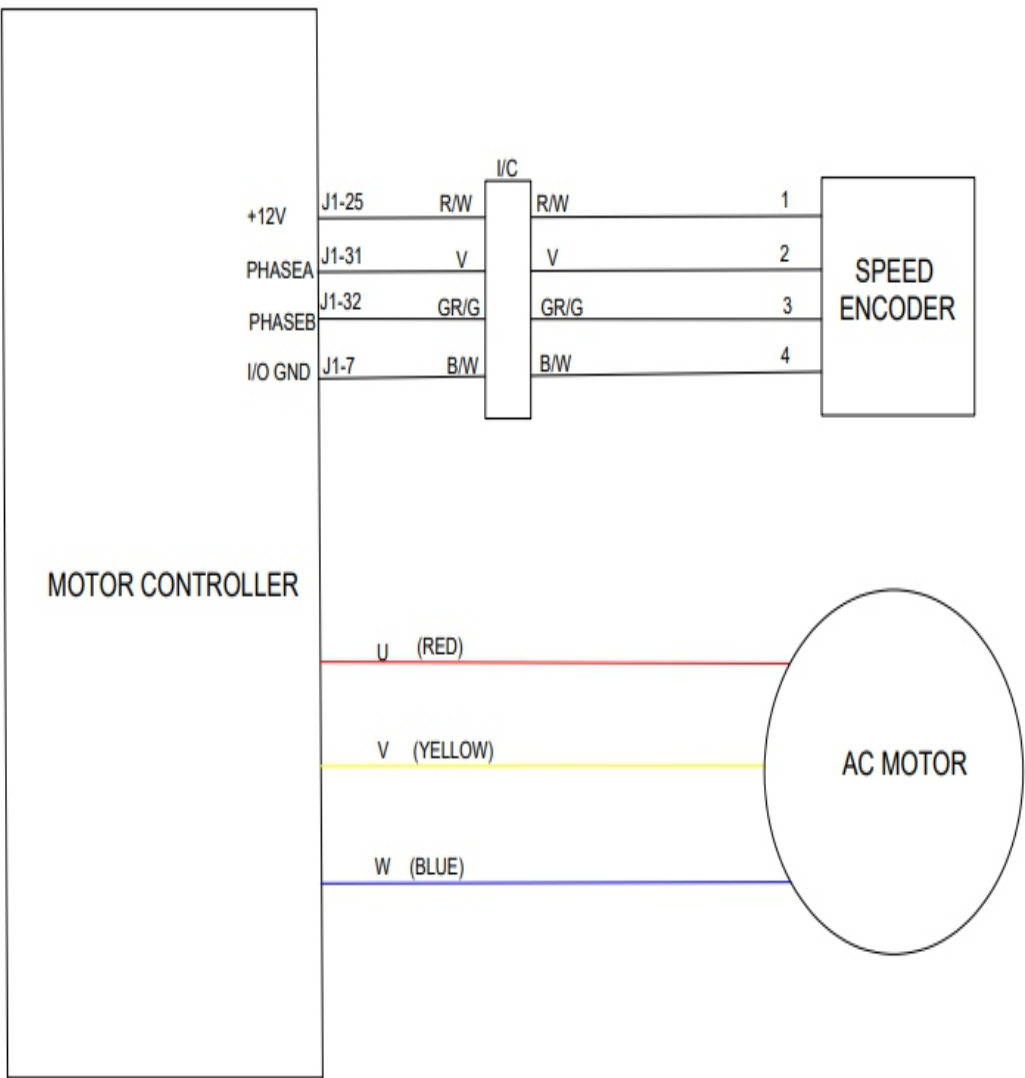 I/C
+12V J1-25 R/W R/W 1
PHASEA J1-31 V V 2
PHASEB J1-32 GR/G GR/G 3
I/O GND J1-7 B/W B/W 4
SPEED
ENCODER
MOTOR CONTROLLER
U (RED)
V (YELLOW)
W (BLUE)
AC MOTOR